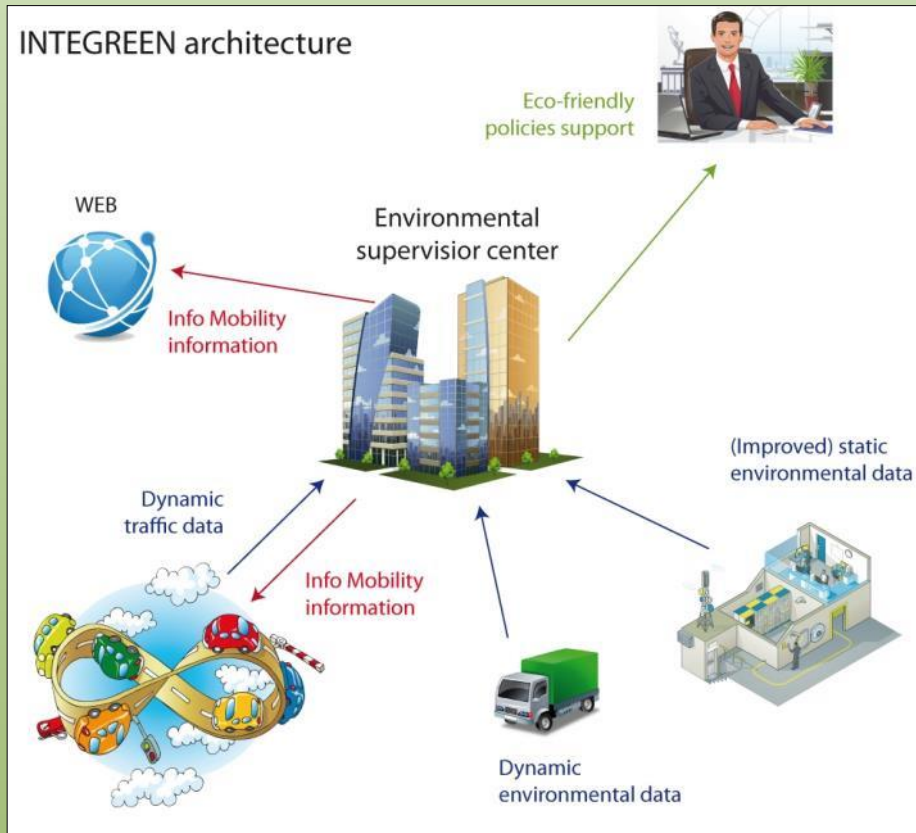 INTEGREEN architecture
Eco-friendly
policies support
WEB
Environmental
supervisior center
Info Mobility
information
(Improved) static
environmental data
Dynamic
traffic data
Info Mobility
information
Dynamic
environmental data